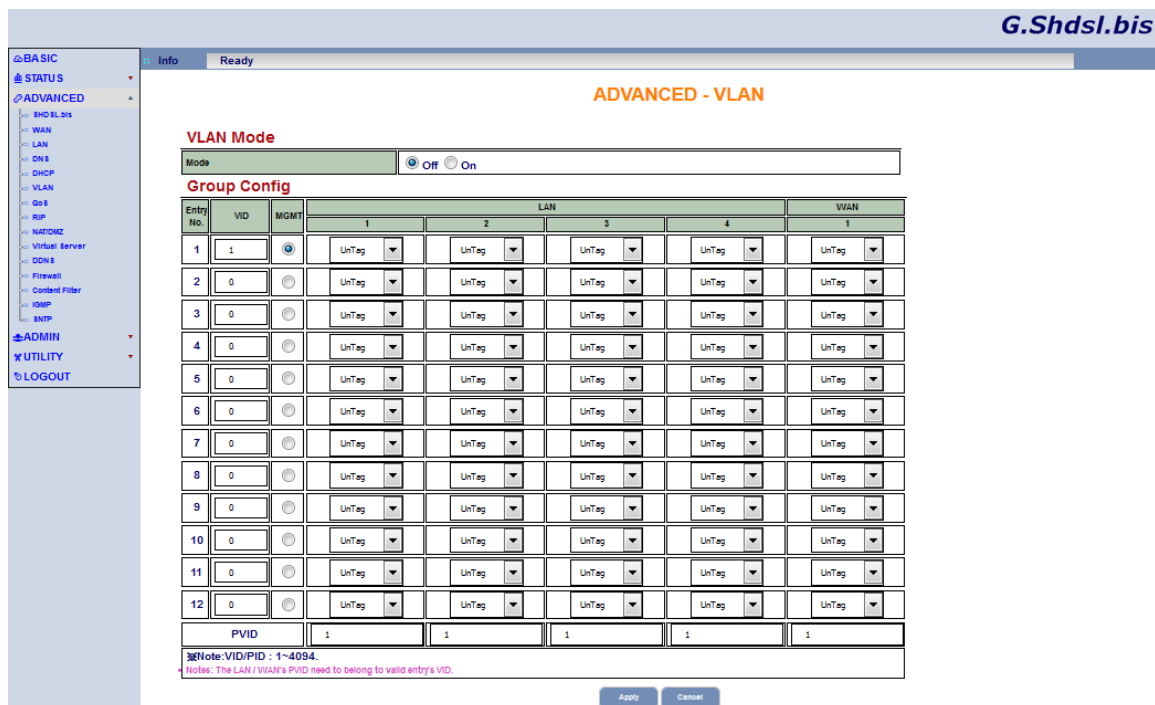 G.Shdsl.bis
BASIC
STATUS
ADVANCED
SHDSL.bis
WAN
LAN
DNS
DHCP
VLAN
QoS
RIP
NAT/DMZ
Virtual Server
DDNS
Firewall
Content Filter
IGMP
SNTP
ADMIN
UTILITY
LOGOUT
:: Info Ready
ADVANCED - VLAN
VLAN Mode
Mode Off On
Group Config
Entry No. VID MGMT LAN WAN
1 2 3 4 1
1 1 UnTag UnTag UnTag UnTag UnTag
2 0 UnTag UnTag UnTag UnTag UnTag
3 0 UnTag UnTag UnTag UnTag UnTag
4 0 UnTag UnTag UnTag UnTag UnTag
5 0 UnTag UnTag UnTag UnTag UnTag
6 0 UnTag UnTag UnTag UnTag UnTag
7 0 UnTag UnTag UnTag UnTag UnTag
8 0 UnTag UnTag UnTag UnTag UnTag
9 0 UnTag UnTag UnTag UnTag UnTag
10 0 UnTag UnTag UnTag UnTag UnTag
11 0 UnTag UnTag UnTag UnTag UnTag
12 0 UnTag UnTag UnTag UnTag UnTag
PVID 1 1 1 1 1
※Note:VID/PID : 1~4094.
Notes: The LAN / WAN's PVID need to belong to valid entry's VID.
Apply Cancel